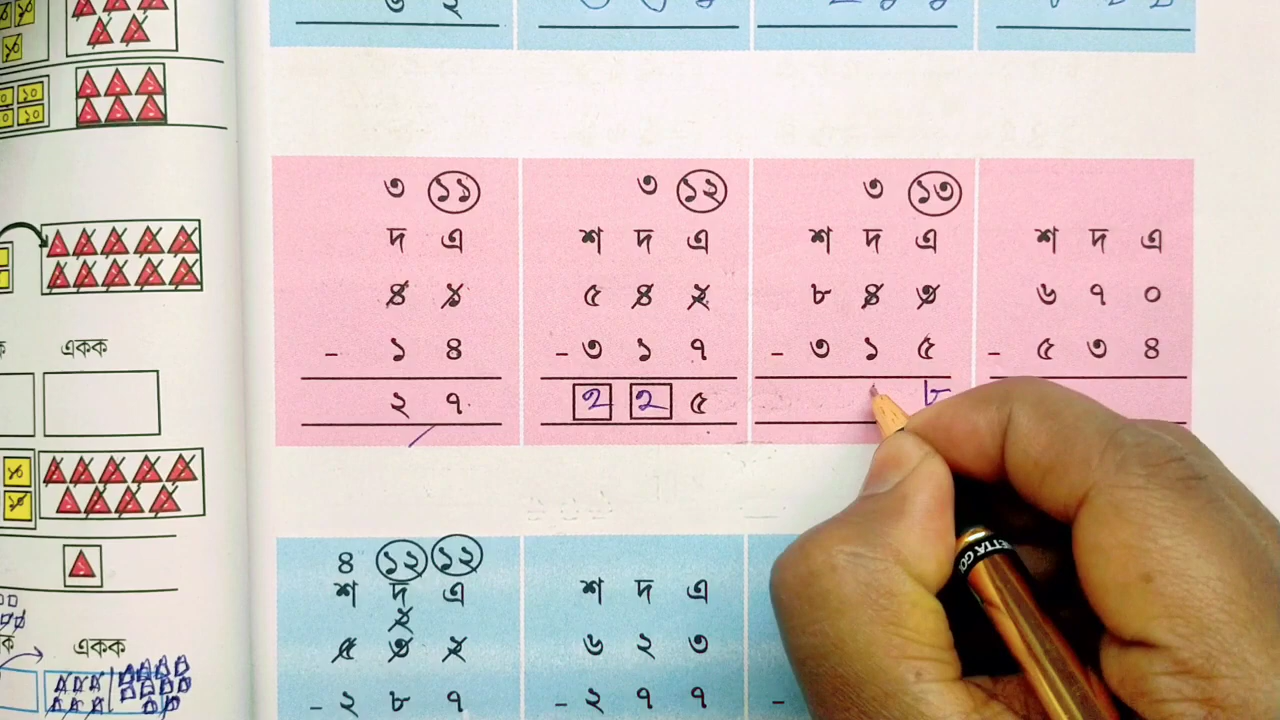 ৩ ১১ ৩ ১২ ৩ ১৩
দ এ শ দ এ শ দ এ শ দ এ
৪ ১ ৫ ৪ ২ ৮ ৪ ৩ ৬ ৭ ০
- ১ ৪ - ৩ ১ ৭ - ৩ ১ ৫ - ৫ ৩ ৪
২ ৭ ২ ২ ৫ ৮
একক
৪ ১২ ১২
শ দ এ শ দ এ
৫ ৩ ২ ৬ ২ ৩
- ২ ৮ ৭ - ২ ৭ ৭ -
একক